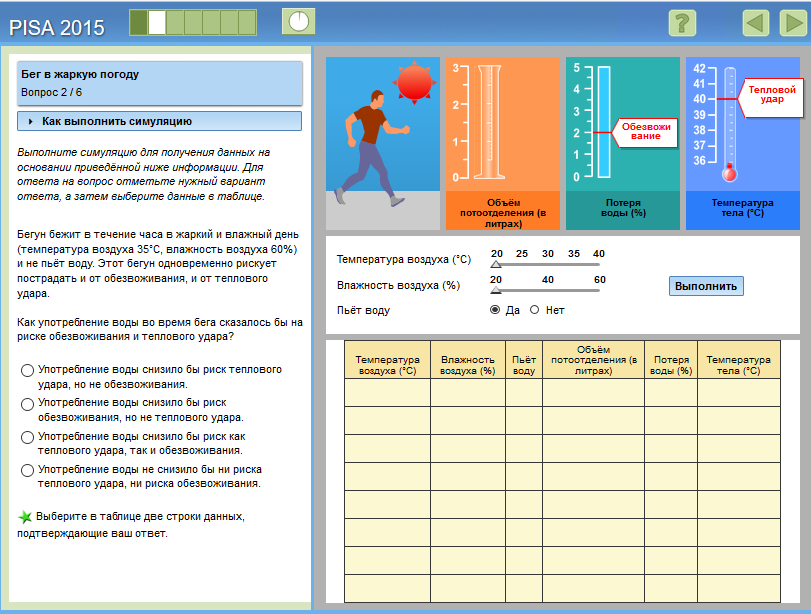 PISA 2015
?
Бег в жаркую погоду
Вопрос 2 / 6
Как выполнить симуляцию
Выполните симуляцию для получения данных на
основании приведённой ниже информации. Для
ответа на вопрос отметьте нужный вариант
ответа, а затем выберите данные в таблице.
Бегун бежит в течение часа в жаркий и влажный день
(температура воздуха 35°C, влажность воздуха 60%)
и не пьёт воду. Этот бегун одновременно рискует
пострадать и от обезвоживания, и от теплового
удара.
Как употребление воды во время бега сказалось бы на
риске обезвоживания и теплового удара?
Употребление воды снизило бы риск теплового
удара, но не обезвоживания.
Употребление воды снизило бы риск
обезвоживания, но не теплового удара.
Употребление воды снизило бы риск как
теплового удара, так и обезвоживания.
Употребление воды не снизило бы ни риска
теплового удара, ни риска обезвоживания.
Выберите в таблице две строки данных,
подтверждающие ваш ответ.
3
2
1
0
Объём
потоотделения (в
литрах)
5
4
3
2
1
0
Обезвожи
вание
Потеря
воды (%)
42
41
40
39
38
37
36
Тепловой
удар
Температура
тела (°C)
Температура воздуха (°C)
20 25 30 35 40
Влажность воздуха (%)
20 40 60
Выполнить
Пьёт воду
Да Нет
Температура
воздуха (°C)
Влажность
воздуха (%)
Пьёт
воду
Объём
потоотделения (в
литрах)
Потеря
воды (%)
Температура
тела (°C)